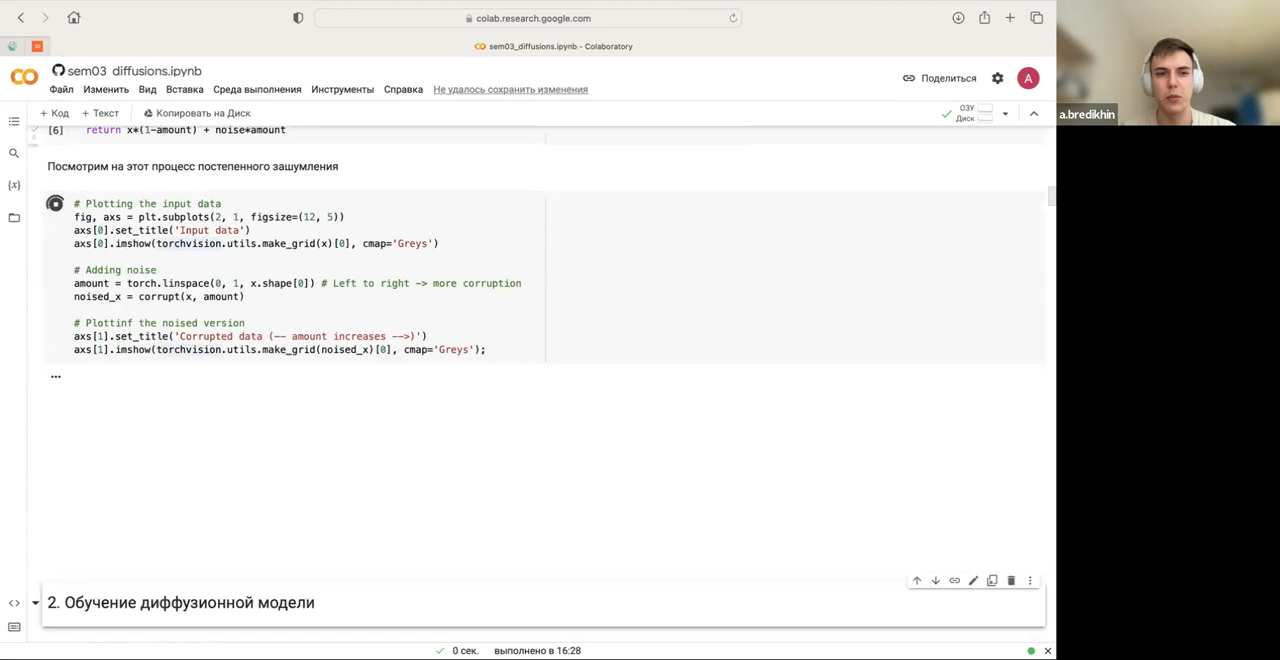 colab.research.google.com
sem03_diffusions.ipynb - Colaboratory
sem03 diffusions.ipynb
Поделиться
A
a.bredikhin
Файл Изменить Вид Вставка Среда выполнения Инструменты Справка Не удалось сохранить изменения
+ Код + Текст Копировать на Диск
ОЗУ
Диск
[6] return x*(1-amount) + noise*amount
Посмотрим на этот процесс постепенного зашумления
# Plotting the input data
fig, axs = plt.subplots(2, 1, figsize=(12, 5))
axs[0].set_title('Input data')
axs[0].imshow(torchvision.utils.make_grid(x)[0], cmap='Greys')
# Adding noise
amount = torch.linspace(0, 1, x.shape[0]) # Left to right -> more corruption
noised_x = corrupt(x, amount)
# Plottinf the noised version
axs[1].set_title('Corrupted data (-- amount increases -->)')
axs[1].imshow(torchvision.utils.make_grid(noised_x)[0], cmap='Greys');
...
2. Обучение диффузионной модели
0 сек. выполнено в 16:28